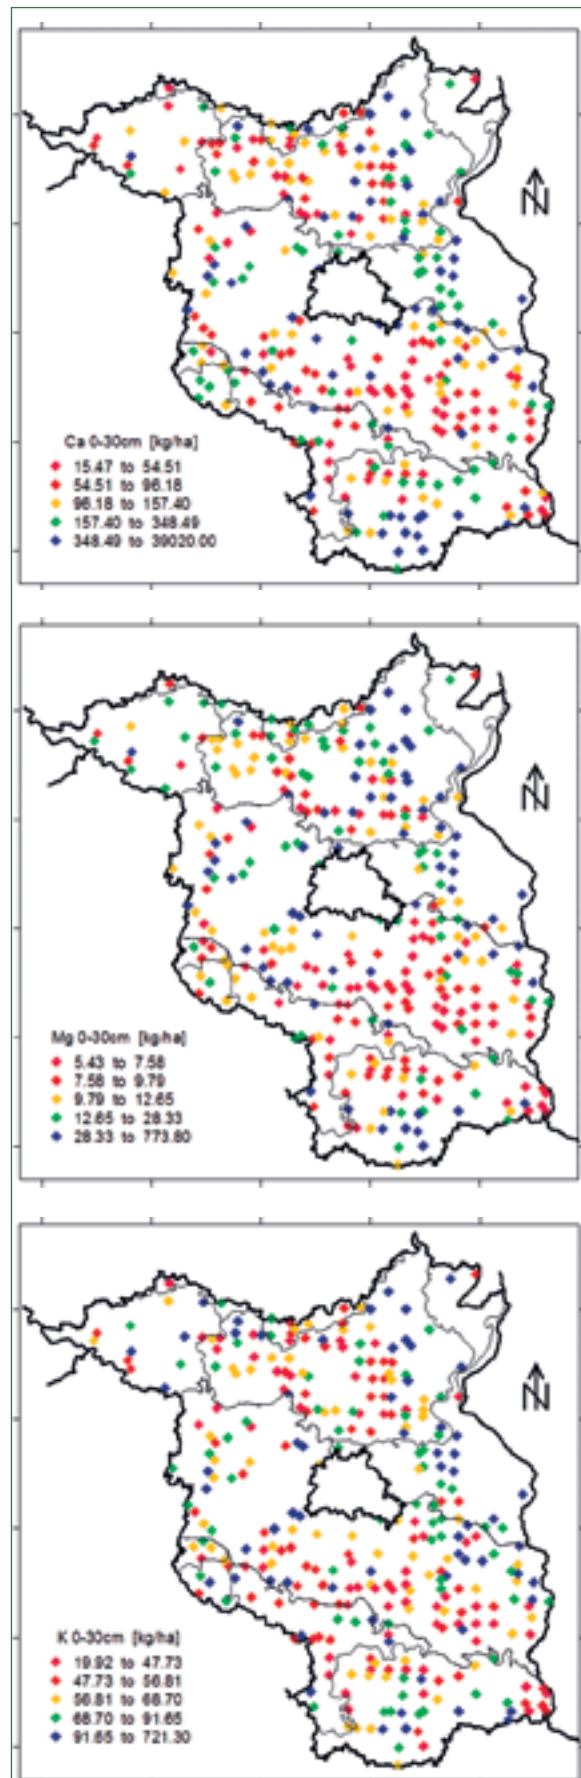 N
Ca 0-30cm [kg/ha]
15.47 to 54.51
54.51 to 96.18
96.18 to 157.40
157.40 to 348.49
348.49 to 39020.00
N
Mg 0-30cm [kg/ha]
5.43 to 7.58
7.58 to 9.79
9.79 to 12.65
12.65 to 28.33
28.33 to 773.80
N
K 0-30cm [kg/ha]
19.92 to 47.73
47.73 to 56.81
56.81 to 68.70
68.70 to 91.65
91.65 to 721.30